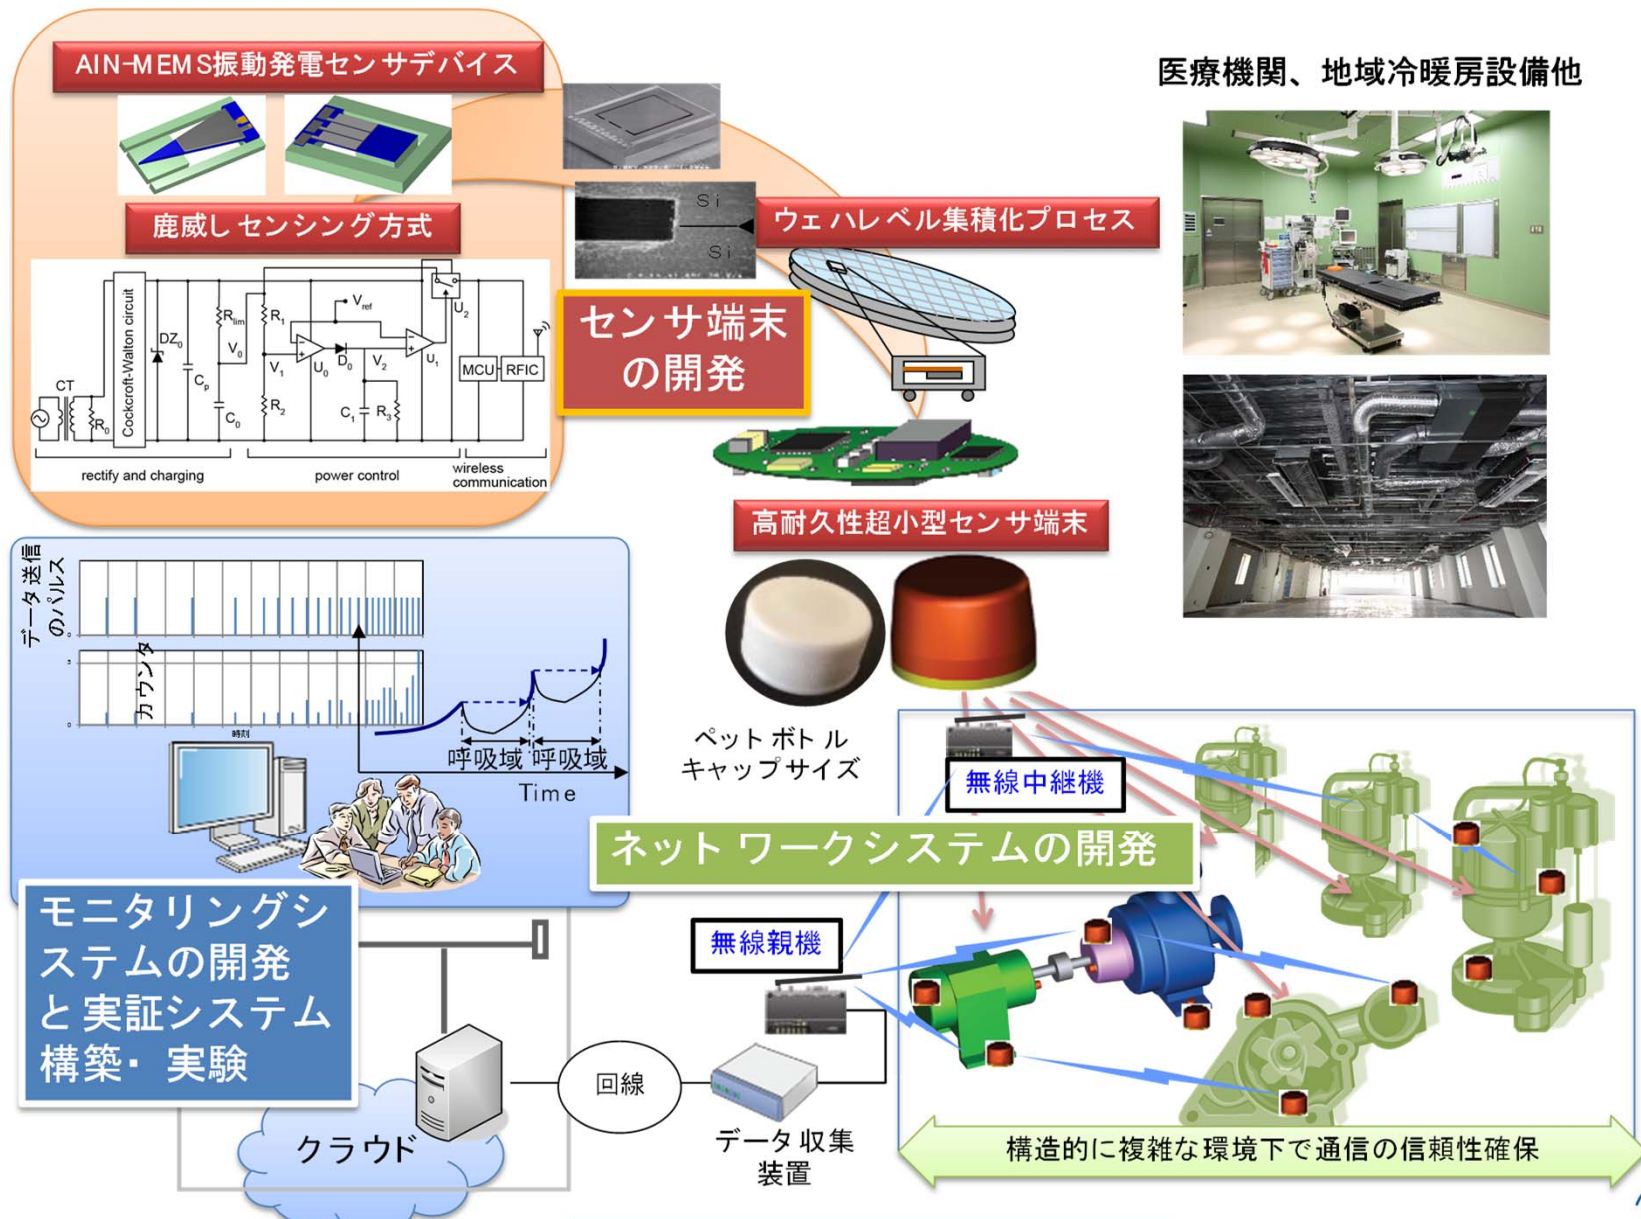 AIN-MEMS振動発電センサデバイス
医療機関、地域冷暖房設備他
鹿威しセンシング方式
Si
Si
ウェハレベル集積化プロセス
センサ端末
の開発
Cockcroft-Walton circuit
CT
R0
DZ0
Cp
Rlim
V0
C0
R1
V1
R2
Vref
U0
D0
V2
C1
R3
U1
U2
MCU
RFIC
rectify and charging
power control
wireless
communication
高耐久性超小型センサ端末
データ送信
のパルス
0
カウンタ
3
0
時刻
呼吸域
呼吸域
Time
ペットボトル
キャップサイズ
無線中継機
ネットワークシステムの開発
モニタリングシ
ステムの開発
と実証システム
構築・実験
無線親機
クラウド
回線
データ収集
装置
構造的に複雑な環境下で通信の信頼性確保